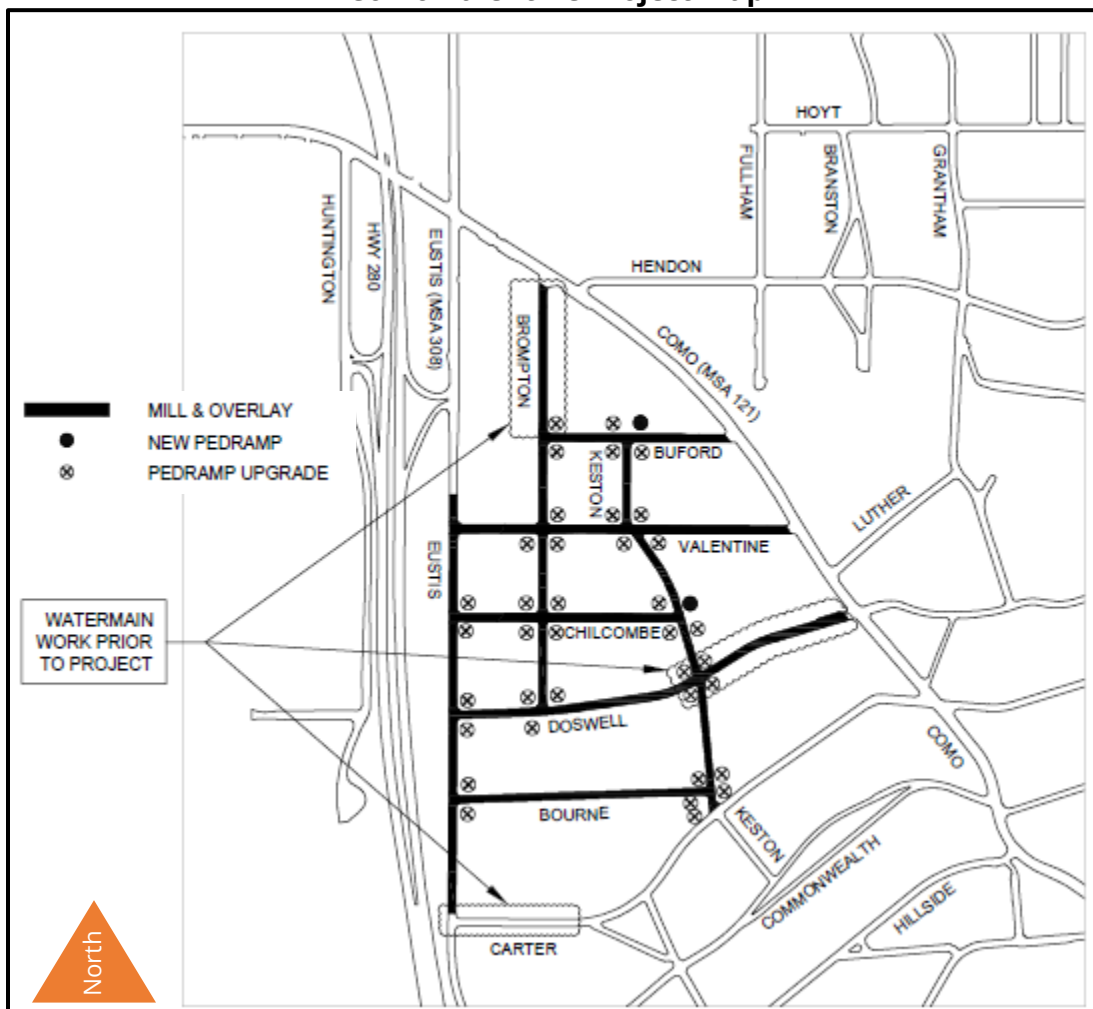 HOYT
FULLHAM
BRANSTON
GRANTHAM
HUNTINGTON
HWY 280
EUSTIS (MSA 308)
HENDON
BROMPTON
COMO (MSA 121)
MILL & OVERLAY
NEW PEDRAMP
PEDRAMP UPGRADE
KESTON
BUFORD
LUTHER
VALENTINE
EUSTIS
WATERMAIN
WORK PRIOR
TO PROJECT
CHILCOMBE
DOSWELL
COMO
BOURNE
KESTON
COMMONWEALTH
HILLSIDE
CARTER
North